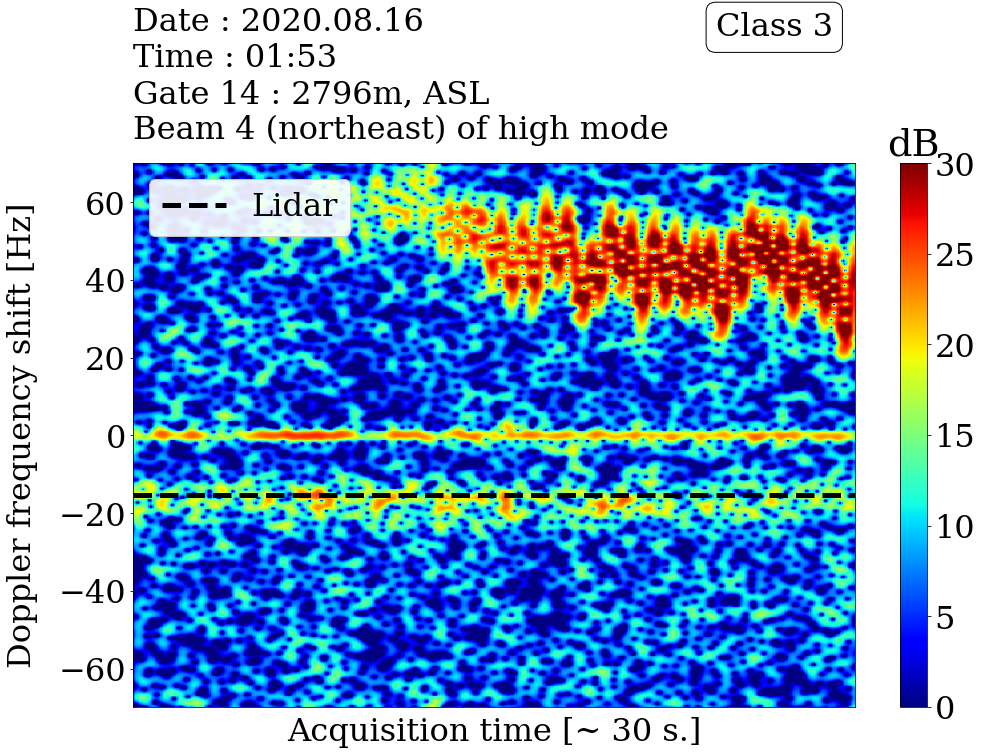 Date : 2020.08.16
Time : 01:53
Gate 14 : 2796m, ASL
Beam 4 (northeast) of high mode
Class 3
dB
Lidar
Doppler frequency shift [Hz]
60
40
20
0
−20
−40
−60
30
25
20
15
10
5
0
Acquisition time [~ 30 s.]